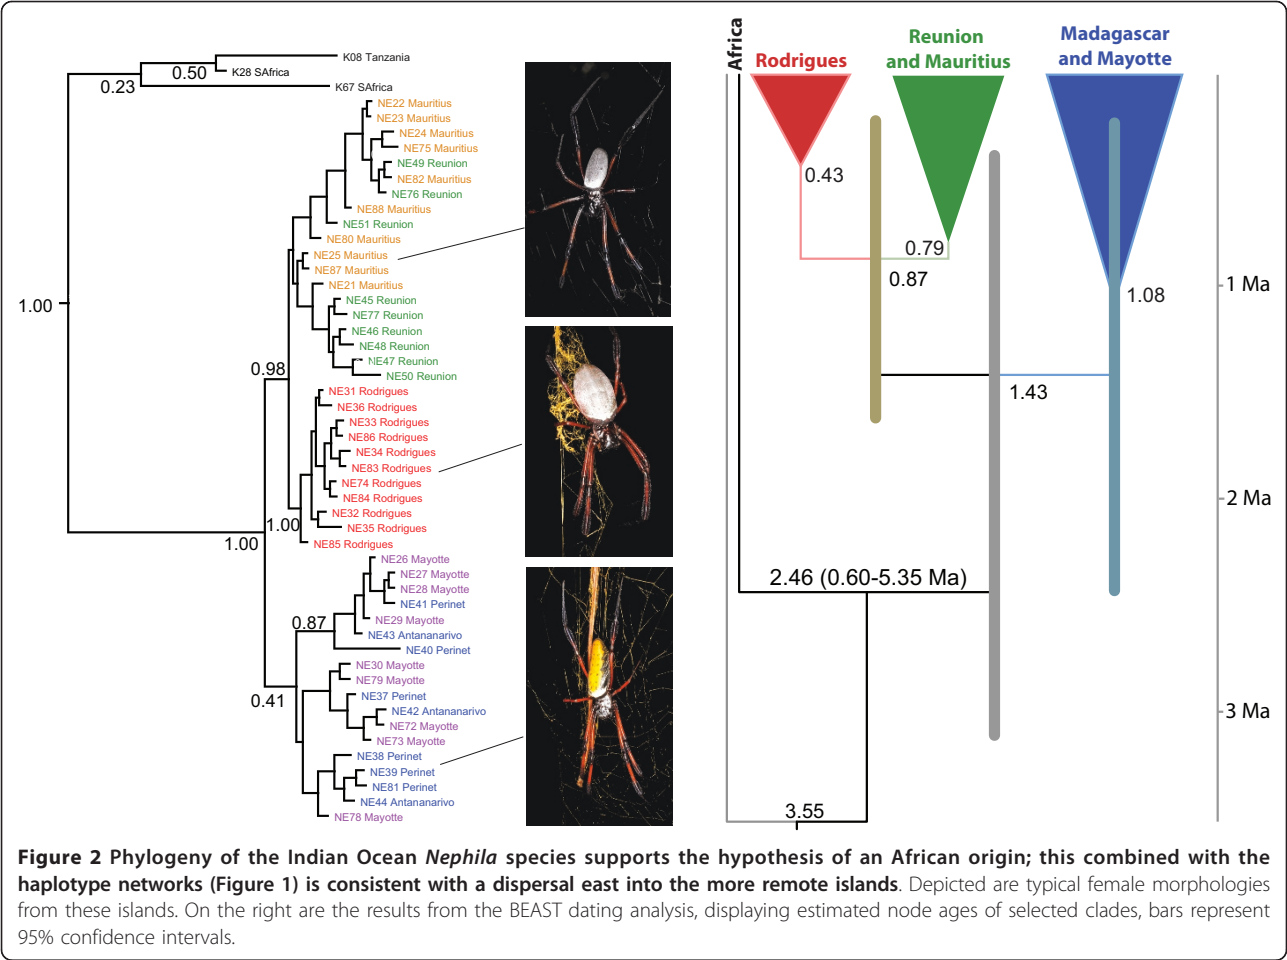 K08 Tanzania
0.50
K28 SAfrica
0.23
K67 SAfrica
NE22 Mauritius
NE23 Mauritius
NE24 Mauritius
NE75 Mauritius
NE49 Reunion
NE82 Mauritius
NE76 Reunion
NE88 Mauritius
NE51 Reunion
NE80 Mauritius
NE25 Mauritius
NE87 Mauritius
NE21 Mauritius
NE45 Reunion
1.00
NE77 Reunion
NE46 Reunion
NE48 Reunion
NE47 Reunion
0.98
NE50 Reunion
NE31 Rodrigues
NE36 Rodrigues
NE33 Rodrigues
NE86 Rodrigues
NE34 Rodrigues
NE83 Rodrigues
NE74 Rodrigues
NE84 Rodrigues
NE32 Rodrigues
1.00
NE35 Rodrigues
1.00
NE85 Rodrigues
NE26 Mayotte
NE27 Mayotte
NE28 Mayotte
NE41 Perinet
NE29 Mayotte
0.87
NE43 Antananarivo
NE40 Perinet
NE30 Mayotte
NE79 Mayotte
NE37 Perinet
0.41
NE42 Antananarivo
NE72 Mayotte
NE73 Mayotte
NE38 Perinet
NE39 Perinet
NE81 Perinet
NE44 Antananarivo
NE78 Mayotte
Africa
Rodrigues
Reunion
and Mauritius
Madagascar
and Mayotte
0.43
0.79
0.87
1.08
1 Ma
1.43
2 Ma
2.46 (0.60-5.35 Ma)
3 Ma
3.55
Figure 2 Phylogeny of the Indian Ocean Nephila species supports the hypothesis of an African origin; this combined with the
haplotype networks (Figure 1) is consistent with a dispersal east into the more remote islands. Depicted are typical female morphologies
from these islands. On the right are the results from the BEAST dating analysis, displaying estimated node ages of selected clades, bars represent
95% confidence intervals.